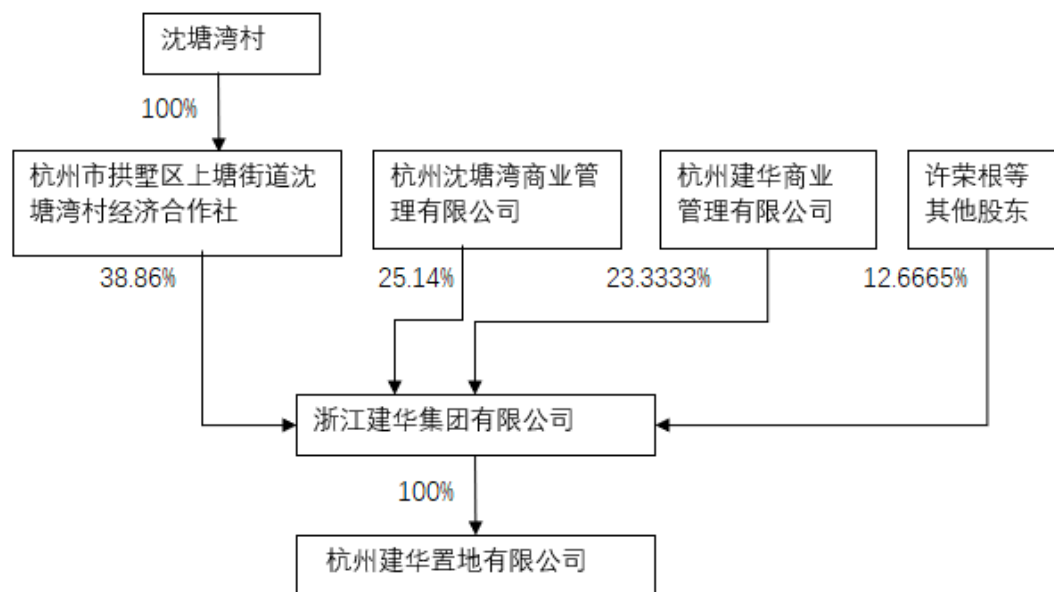 沈塘湾村
100%
杭州市拱墅区上塘街道沈
塘湾村经济合作社
杭州沈塘湾商业管
理有限公司
杭州建华商业
管理有限公司
许荣根等
其他股东
38.86%
25.14%
23.3333%
12.6665%
浙江建华集团有限公司
100%
杭州建华置地有限公司